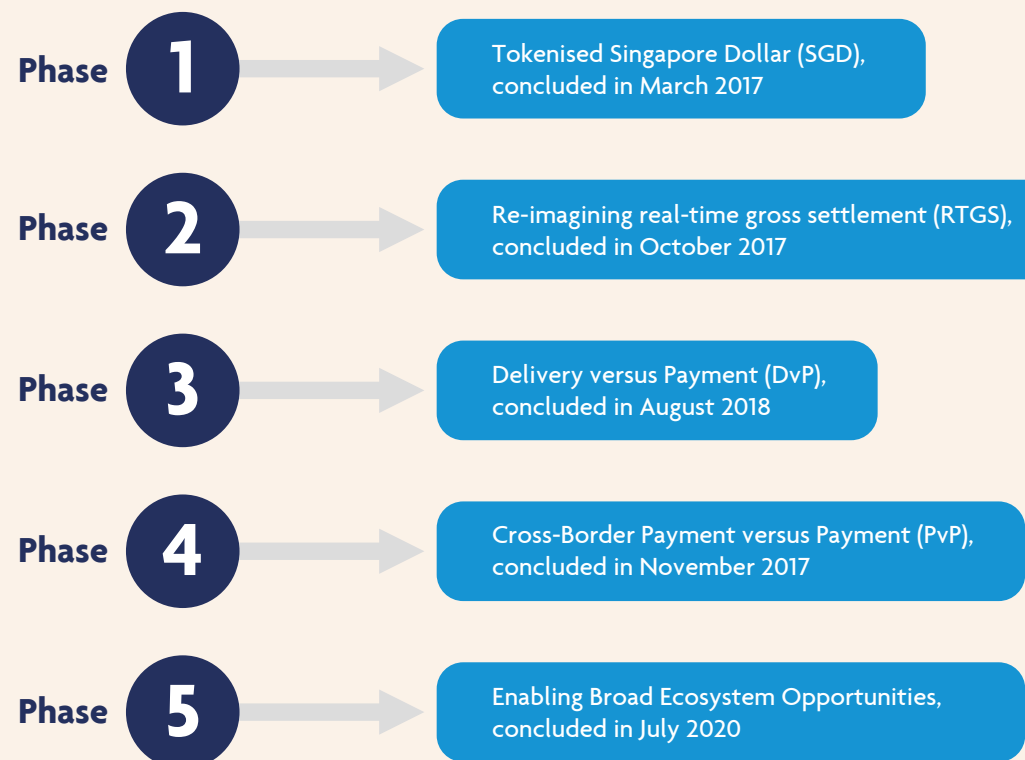 Phase 1
Tokenised Singapore Dollar (SGD),
concluded in March 2017
Phase 2
Re-imagining real-time gross settlement (RTGS),
concluded in October 2017
Phase 3
Delivery versus Payment (DvP),
concluded in August 2018
Phase 4
Cross-Border Payment versus Payment (PvP),
concluded in November 2017
Phase 5
Enabling Broad Ecosystem Opportunities,
concluded in July 2020